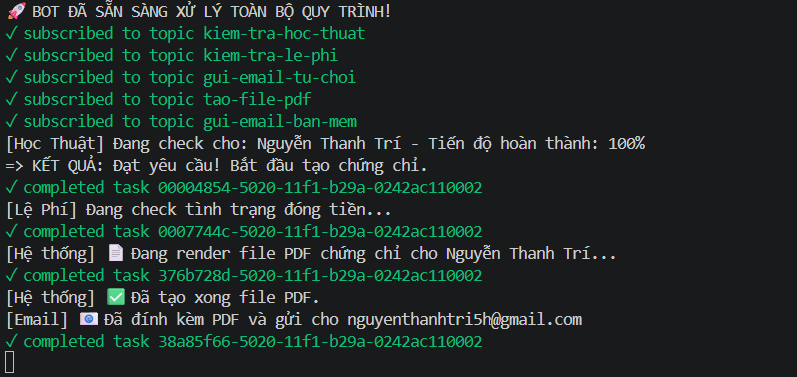 🚀 BOT ĐÃ SẴN SÀNG XỬ LÝ TOÀN BỘ QUY TRÌNH!
✓ subscribed to topic kiem-tra-hoc-thuat
✓ subscribed to topic kiem-tra-le-phi
✓ subscribed to topic gui-email-tu-choi
✓ subscribed to topic tao-file-pdf
✓ subscribed to topic gui-email-ban-mem
[Học Thuật] Đang check cho: Nguyễn Thanh Trí - Tiến độ hoàn thành: 100%
=> KẾT QUẢ: Đạt yêu cầu! Bắt đầu tạo chứng chỉ.
✓ completed task 00004854-5020-11f1-b29a-0242ac110002
[Lệ Phí] Đang check tình trạng đóng tiền...
✓ completed task 0007744c-5020-11f1-b29a-0242ac110002
[Hệ thống] 📄 Đang render file PDF chứng chỉ cho Nguyễn Thanh Trí...
✓ completed task 376b728d-5020-11f1-b29a-0242ac110002
[Hệ thống] ✅ Đã tạo xong file PDF.
[Email] 📧 Đã đính kèm PDF và gửi cho nguyenthanhtri5h@gmail.com
✓ completed task 38a85f66-5020-11f1-b29a-0242ac110002